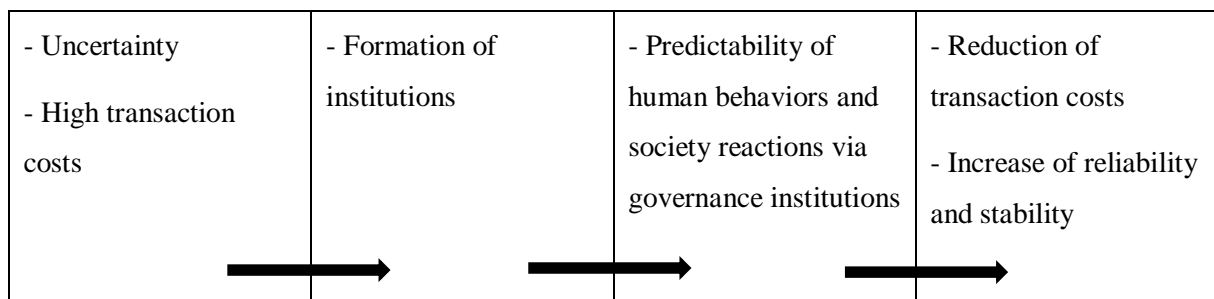 - Uncertainty
- High transaction
costs
- Formation of
institutions
- Predictability of
human behaviors and
society reactions via
governance institutions
- Reduction of
transaction costs
- Increase of reliability
and stability